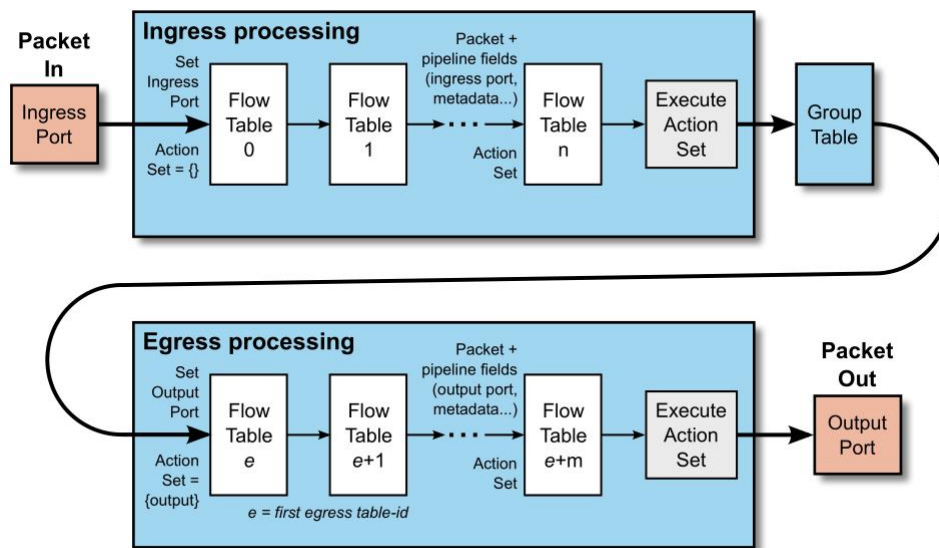 Ingress processing
Packet
In
Ingress
Port
Set
Ingress
Port
Action
Set = {}
Flow
Table
0
Flow
Table
1
Packet +
pipeline fields
(ingress port,
metadata...)
Action
Set
Flow
Table
n
Execute
Action
Set
Group
Table
Egress processing
Set
Output
Port
Action
Set =
{output}
Flow
Table
e
Flow
Table
e+1
e = first egress table-id
Packet +
pipeline fields
(output port,
metadata...)
Action
Set
Flow
Table
e+m
Execute
Action
Set
Packet
Out
Output
Port